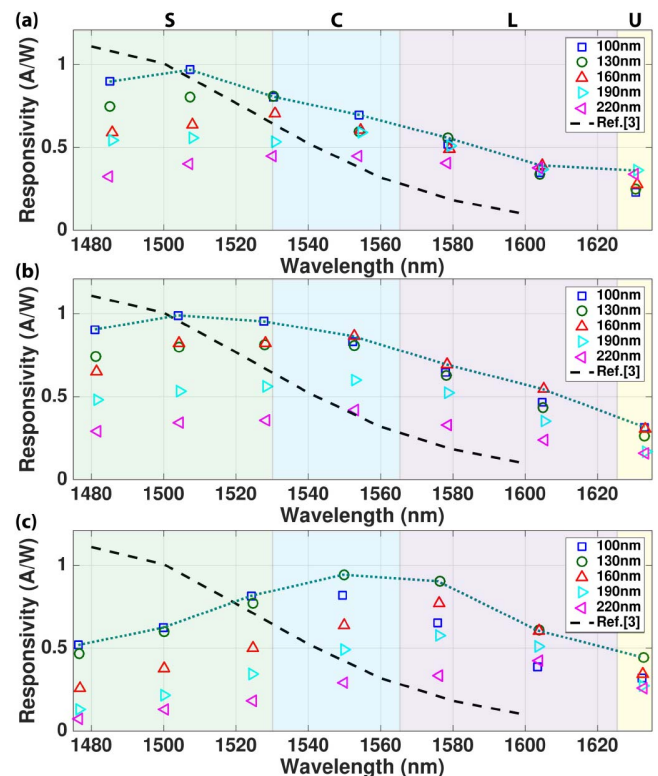 S C L U
(a)
Responsivity (A/W)
1
0.5
0
100nm
130nm
160nm
190nm
220nm
Ref.[3]
1480 1500 1520 1540 1560 1580 1600 1620
Wavelength (nm)
(b)
Responsivity (A/W)
1
0.5
0
100nm
130nm
160nm
190nm
220nm
Ref.[3]
1480 1500 1520 1540 1560 1580 1600 1620
Wavelength (nm)
(c)
Responsivity (A/W)
1
0.5
0
100nm
130nm
160nm
190nm
220nm
Ref.[3]
1480 1500 1520 1540 1560 1580 1600 1620
Wavelength (nm)